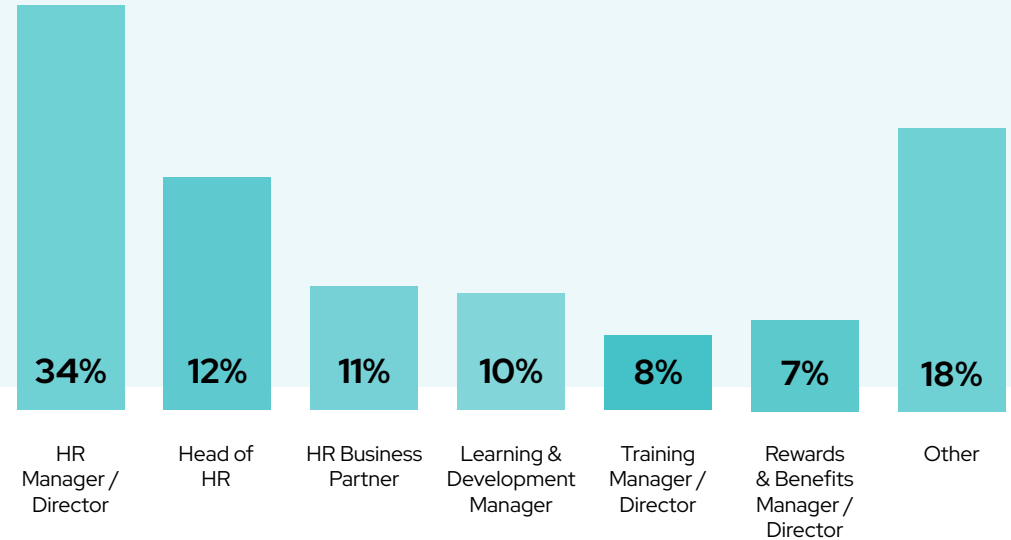 34%
12%
11%
10%
8%
7%
18%
HR
Manager /
Director
Head of
HR
HR Business
Partner
Learning &
Development
Manager
Training
Manager /
Director
Rewards
& Benefits
Manager /
Director
Other